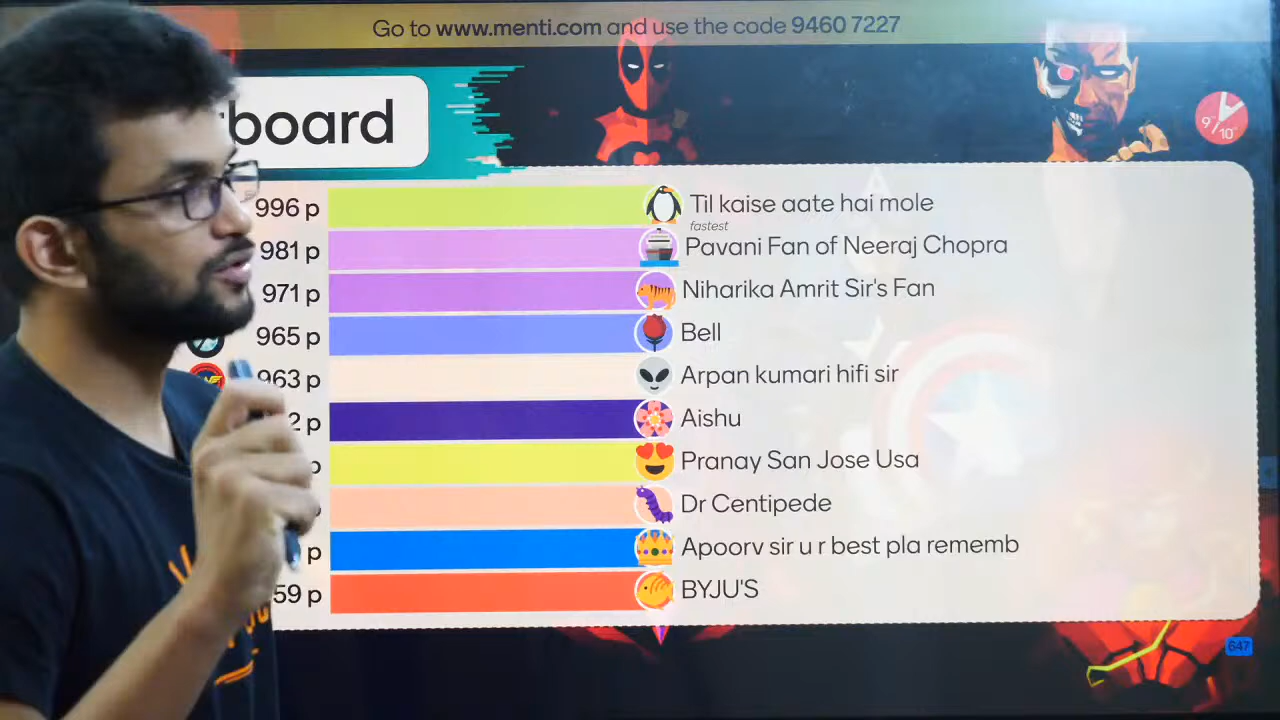 Go to www.menti.com and use the code 9460 7227
board
996 p Til kaise aate hai mole
fastest
981 p Pavani Fan of Neeraj Chopra
971 p Niharika Amrit Sir's Fan
965 p Bell
963 p Arpan kumari hifi sir
2 p Aishu
p Pranay San Jose Usa
Dr Centipede
p Apoorv sir u r best pla rememb
59 p BYJU'S
9 / 10
647